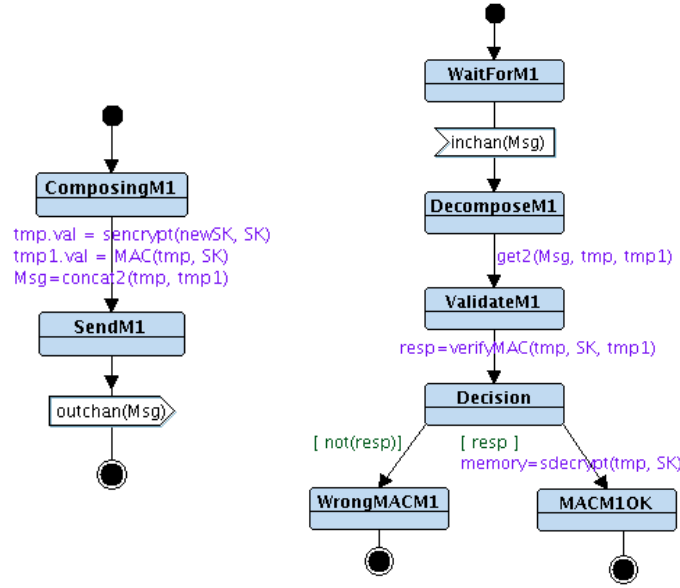 ComposingM1
tmp.val = sencrypt(newSK, SK)
tmp1.val = MAC(tmp, SK)
Msg=concat2(tmp, tmp1)
SendM1
outchan(Msg)
WaitForM1
inchan(Msg)
DecomposeM1
get2(Msg, tmp, tmp1)
ValidateM1
resp=verifyMAC(tmp, SK, tmp1)
Decision
[ not(resp)]
[ resp ]
memory=sdecrypt(tmp, SK)
WrongMACM1
MACM1OK